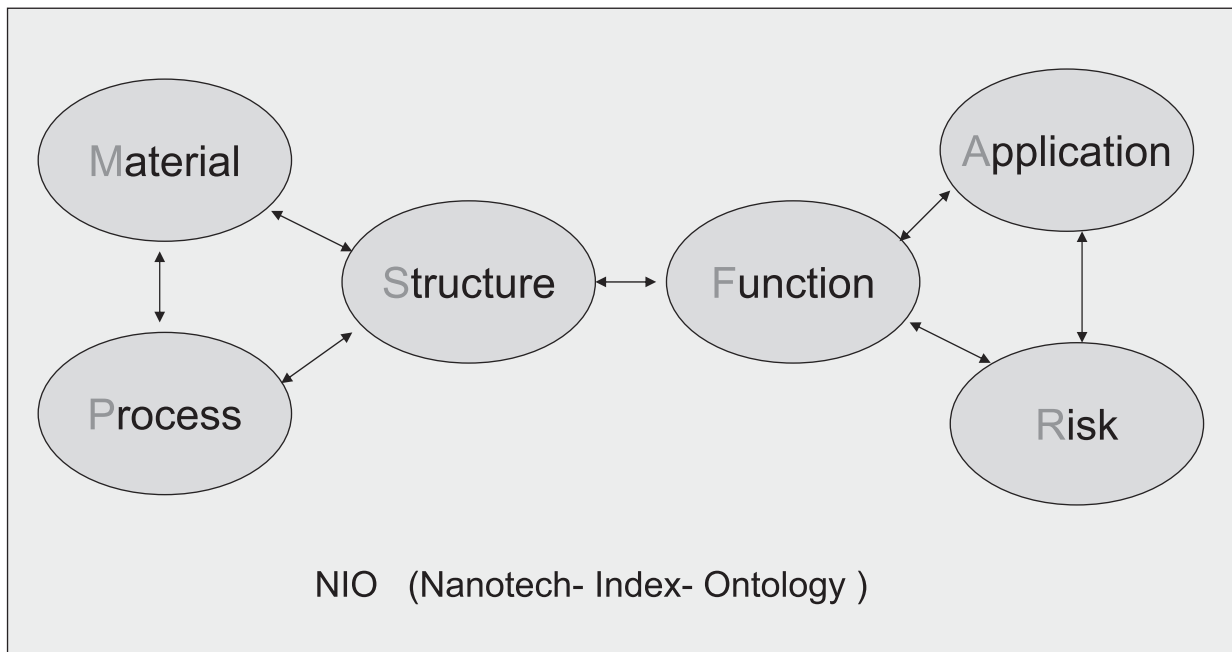 Material
Application
Structure
Function
Process
Risk
NIO (Nanotech- Index- Ontology )